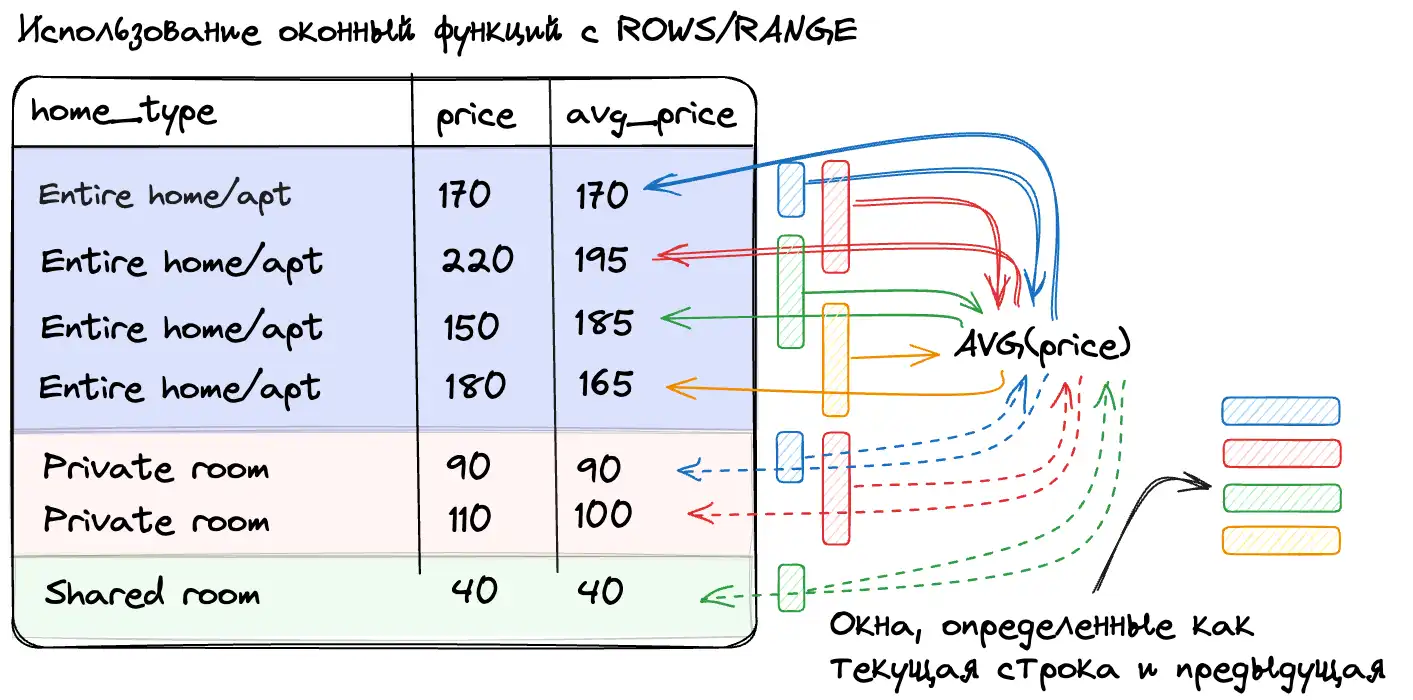 Использование оконный функций с ROWS/RANGE
home_type price avg_price
Entire home/apt 170 170
Entire home/apt 220 195
Entire home/apt 150 185
AVG(price)
Entire home/apt 180 165
Private room 90 90
Private room 110 100
Shared room 40 40
Окна, определенные как
текущая строка и предыдущая